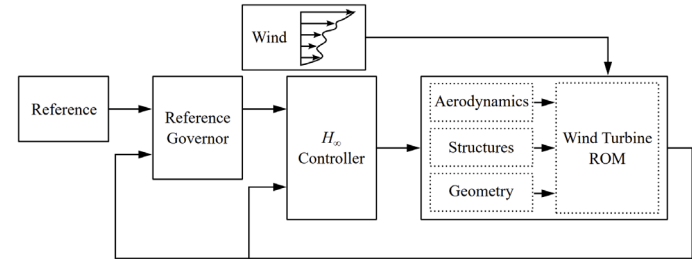 Wind
Reference
Reference
Governor
H∞
Controller
Aerodynamics
Structures
Geometry
Wind Turbine
ROM